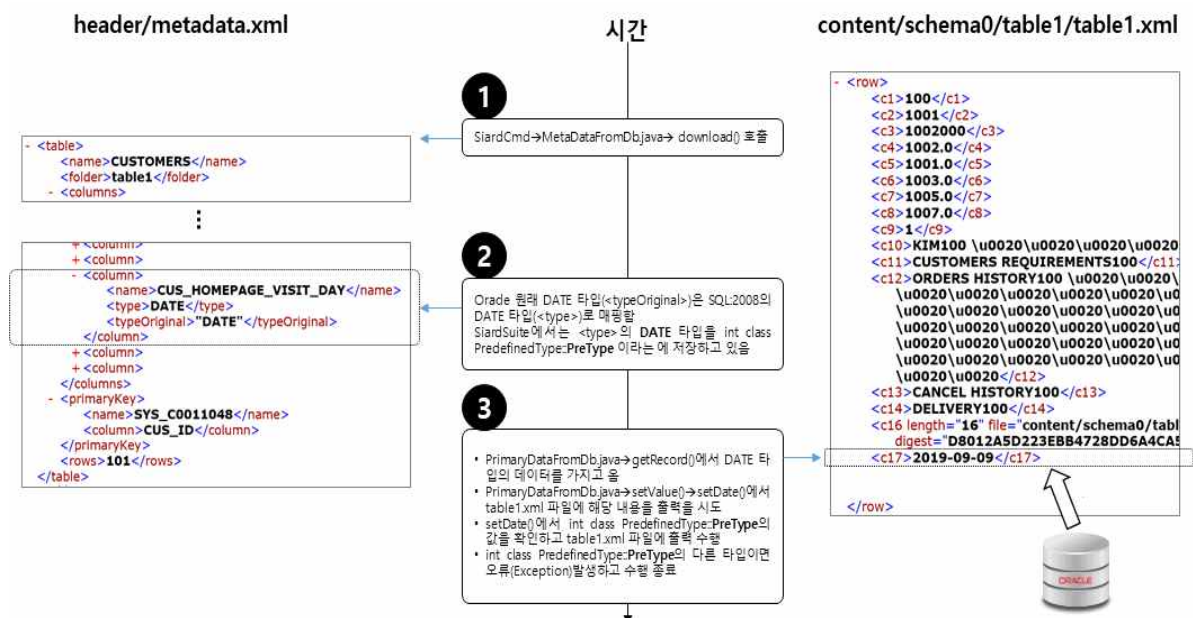 header/metadata.xml
시간
content/schema0/table1/table1.xml
1
SiardCmd→MetaDataFromDb.java→ download() 호출
- <table>
<name>CUSTOMERS</name>
<folder>table1</folder>
- <columns>
⋮
+ <column>
+ <column>
- <column>
<name>CUS_HOMEPAGE_VISIT_DAY</name>
<type>DATE</type>
<typeOriginal>"DATE"</typeOriginal>
</column>
+ <column>
+ <column>
</columns>
- <primaryKey>
<name>SYS_C0011048</name>
<column>CUS_ID</column>
</primaryKey>
<rows>101</rows>
</table>
2
Oracle 원래 DATE 타입(<typeOriginal>)은 SQL:2008의
DATE 타입(<type>)로 매핑함
SiardSuite에서는 <type>의 DATE 타입을 int class
PredefinedType::PreType 이라는 에 저장하고 있음
3
• PrimaryDataFromDb.java→getRecord()에서 DATE 타
입의 데이터를 가지고 옴
• PrimaryDataFromDb.java→setValue()→setDate()에서
table1.xml 파일에 해당 내용을 출력을 시도
• setDate()에서 int class PredefinedType::PreType의
값을 확인하고 table1.xml 파일에 출력 수행
• int class PredefinedType::PreType의 다른 타입이면
오류(Exception)발생하고 수행 종료
- <row>
<c1>100</c1>
<c2>1001</c2>
<c3>1002000</c3>
<c4>1002.0</c4>
<c5>1001.0</c5>
<c6>1003.0</c6>
<c7>1005.0</c7>
<c8>1007.0</c8>
<c9>1</c9>
<c10>KIM100 \u0020\u0020\u0020\u0020
<c11>CUSTOMERS REQUIREMENTS100</c11>
<c12>ORDERS HISTORY100 \u0020\u0020\
\u0020\u0020\u0020\u0020\u0020\u0020\u0
\u0020\u0020\u0020\u0020\u0020\u0020\u0
\u0020\u0020\u0020\u0020\u0020\u0020\u0
\u0020\u0020\u0020\u0020\u0020\u0020\u0
\u0020\u0020\u0020\u0020\u0020\u0020\u0
\u0020\u0020</c12>
<c13>CANCEL HISTORY100</c13>
<c14>DELIVERY100</c14>
<c16 length="16" file="content/schema0/tabl
digest="D8012A5D223EBB4728DD6A4CA5
<c17>2019-09-09</c17>
</row>
ORACLE